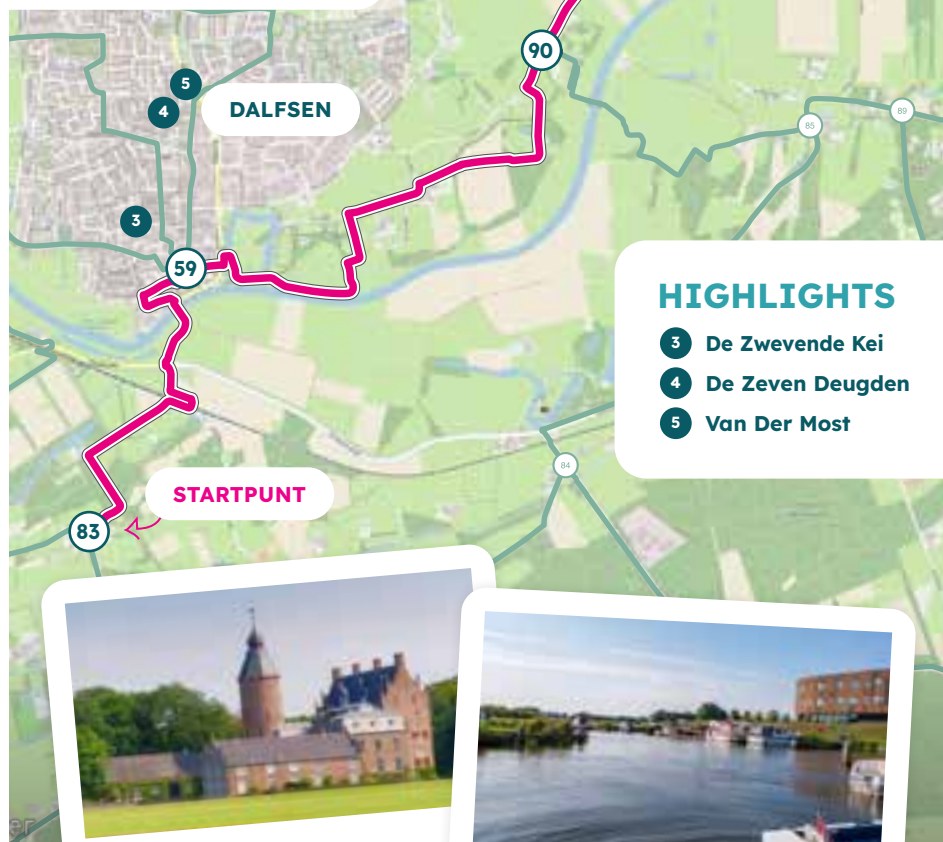 90
5
4
DALFSEN
85
89
3
59
HIGHLIGHTS
3 De Zwevende Kei
4 De Zeven Deugden
5 Van Der Most
84
STARTPUNT
83
er